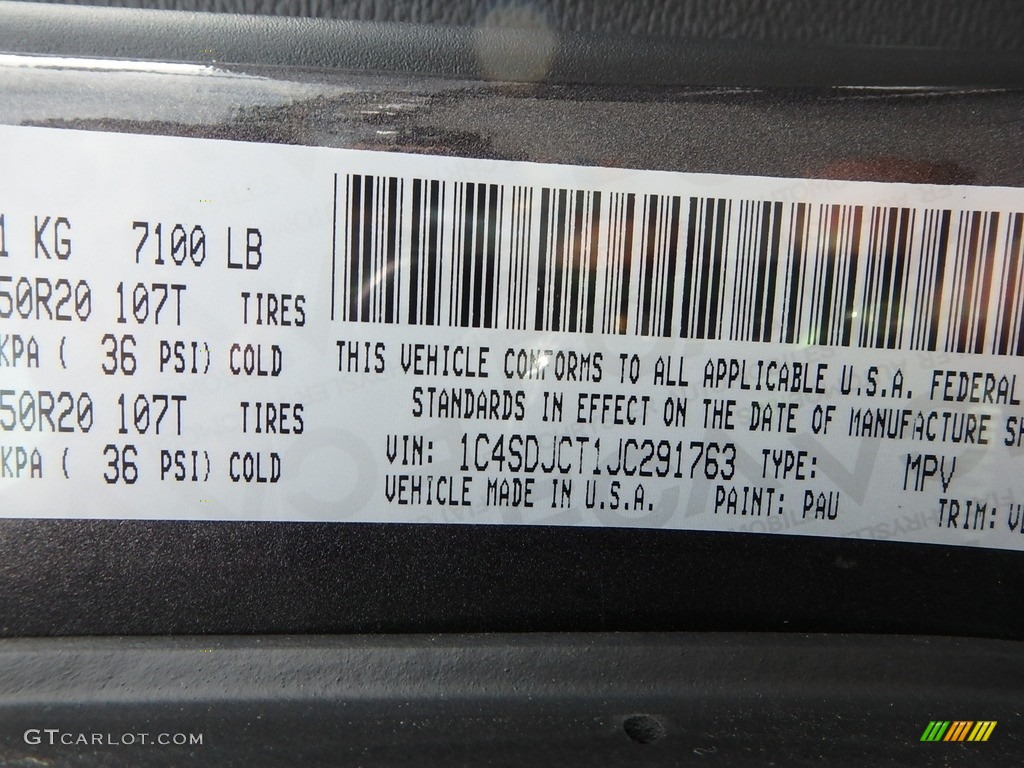 1 KG 7100 LB
50R20 107T TIRES
KPA ( 36 PSI) COLD
50R20 107T TIRES
KPA ( 36 PSI) COLD
THIS VEHICLE CONFORMS TO ALL APPLICABLE U.S.A. FEDERAL
STANDARDS IN EFFECT ON THE DATE OF MANUFACTURE SH
VIN: 1C4SDJCT1JC291763 TYPE: MPV
VEHICLE MADE IN U.S.A. PAINT: PAU TRIM: VL
GTCARLOT.COM